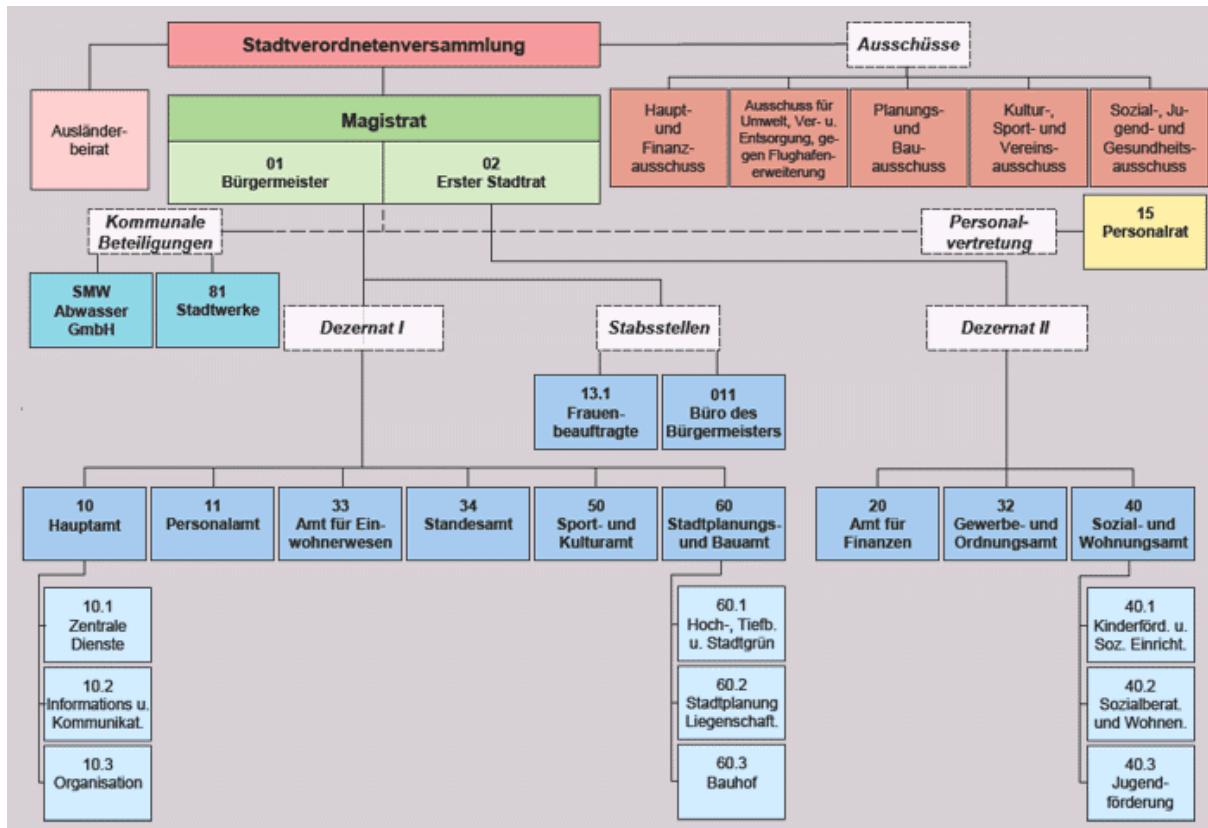 Stadtverordnetenversammlung
Ausschüsse
Ausländer-
beirat
Magistrat
01
Bürgermeister
02
Erster Stadtrat
Haupt-
und
Finanz-
ausschuss
Ausschuss für
Umwelt, Ver- u.
Entsorgung, ge-
gen Flughafen-
erweiterung
Planungs-
und
Bau-
ausschuss
Kultur-,
Sport- und
Vereins-
ausschuss
Sozial-, Ju-
gend- und
Gesundheits-
ausschuss
Kommunale
Beteiligungen
Personal-
vertretung
15
Personalrat
SMW
Abwasser
GmbH
81
Stadtwerke
Dezernat I
Stabsstellen
Dezernat II
13.1
Frauen-
beauftragte
011
Büro des
Bürgermeisters
10
Hauptamt
11
Personalamt
33
Amt für Ein-
wohnerwesen
34
Standesamt
50
Sport- und
Kulturamt
60
Stadtplanungs-
und Bauamt
20
Amt für
Finanzen
32
Gewerbe- und
Ordnungsamt
40
Sozial- und
Wohnungsamt
10.1
Zentrale
Dienste
10.2
Informations u.
Kommunikat.
10.3
Organisation
60.1
Hoch-, Tiefb.
u. Stadtgrün
60.2
Stadtplanung
Liegenschaft.
60.3
Bauhof
40.1
Kinderförd. u.
Soz. Einricht.
40.2
Sozialberat.
und Wohnen.
40.3
Jugend-
förderung